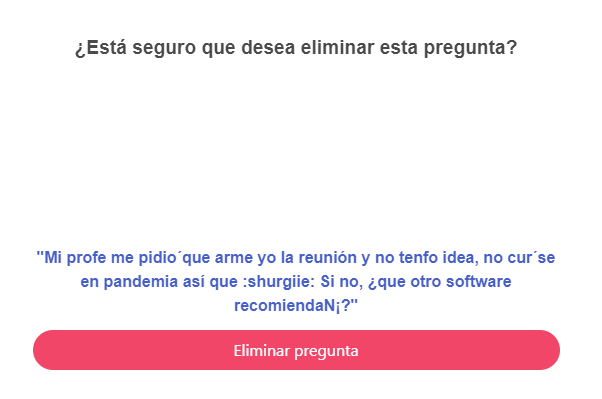 ¿Está seguro que desea eliminar esta pregunta?
"Mi profe me pidio´que arme yo la reunión y no tenfo idea, no cur´se
en pandemia así que :shurgiie: Si no, ¿que otro software
recomiendaN¡?"
Eliminar pregunta